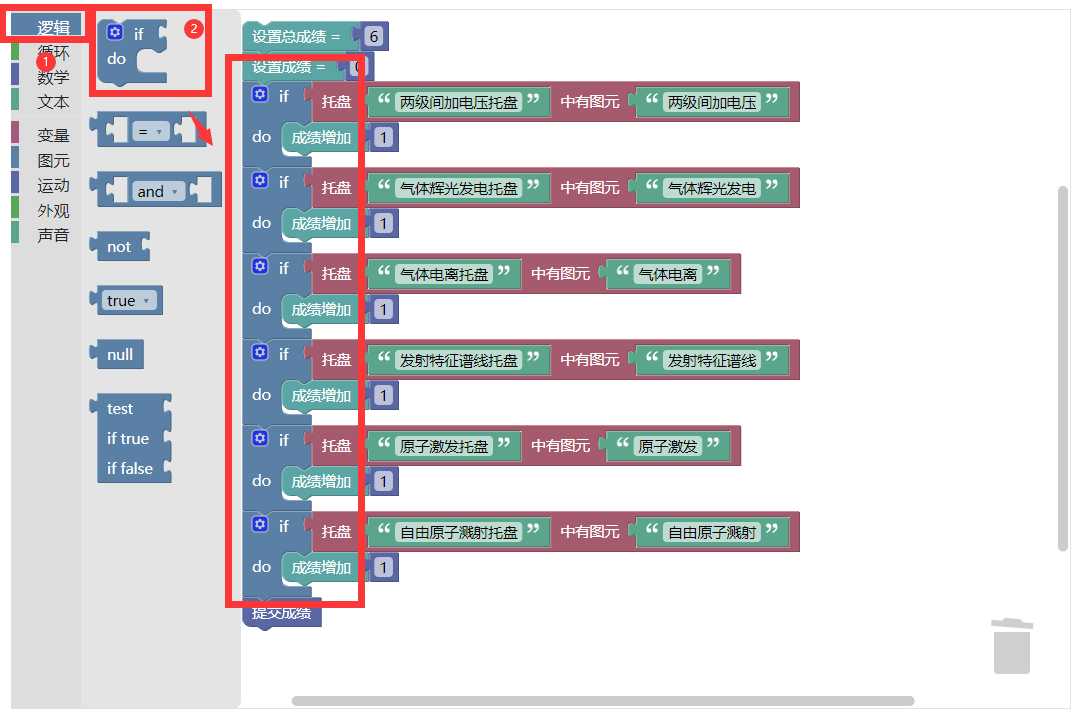 逻辑
循环
数学
文本
变量
图元
运动
外观
声音
1
2
if
do
=
and
not
true
null
test
if true
if false
设置总成绩 = 6
设置成绩 = 0
if 托盘 “ 两级间加电压托盘 ” 中有图元 “ 两级间加电压 ”
do 成绩增加 1
if 托盘 “ 气体辉光发电托盘 ” 中有图元 “ 气体辉光发电 ”
do 成绩增加 1
if 托盘 “ 气体电离托盘 ” 中有图元 “ 气体电离 ”
do 成绩增加 1
if 托盘 “ 发射特征谱线托盘 ” 中有图元 “ 发射特征谱线 ”
do 成绩增加 1
if 托盘 “ 原子激发托盘 ” 中有图元 “ 原子激发 ”
do 成绩增加 1
if 托盘 “ 自由原子溅射托盘 ” 中有图元 “ 自由原子溅射 ”
do 成绩增加 1
提交成绩